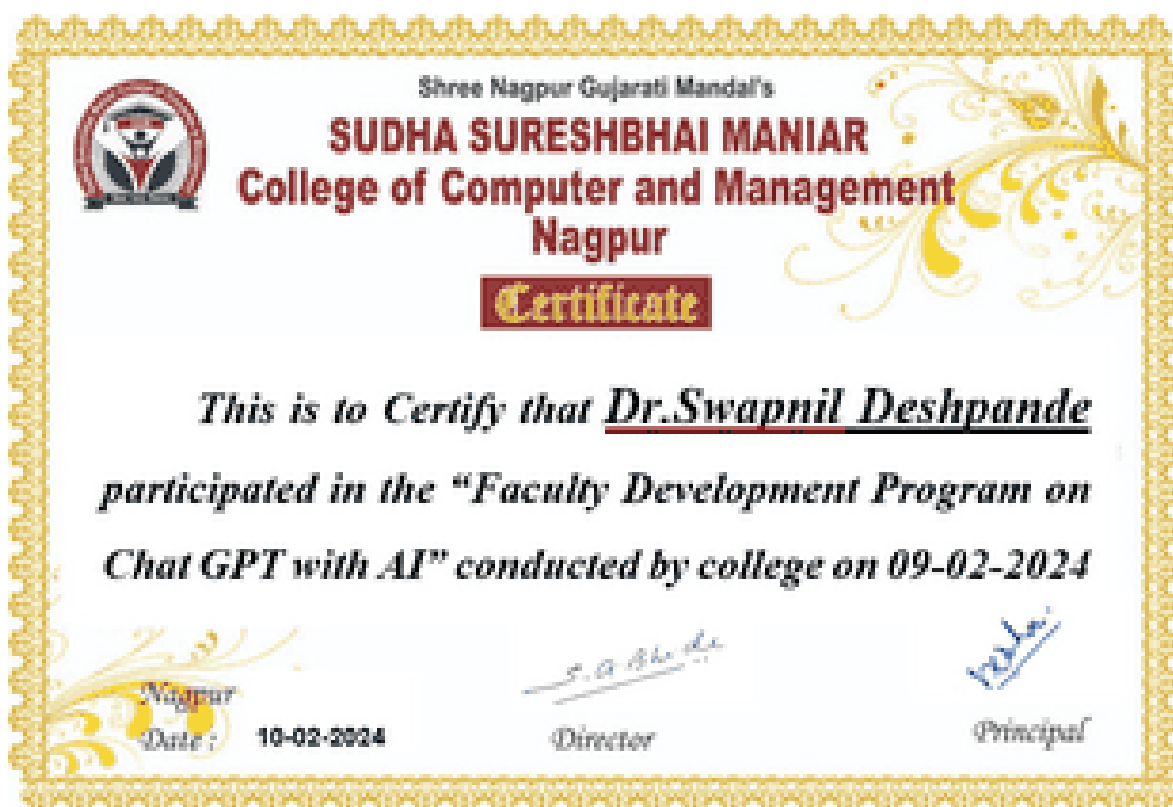 Shree Nagpur Gujarati Mandal's
SUDHA SURESHBHAI MANIAR
College of Computer and Management
Nagpur
Certificate
This is to Certify that Dr.Swapnil Deshpande
participated in the “Faculty Development Program on
Chat GPT with AI” conducted by college on 09-02-2024
Nagpur
Date : 10-02-2024
Director
Principal